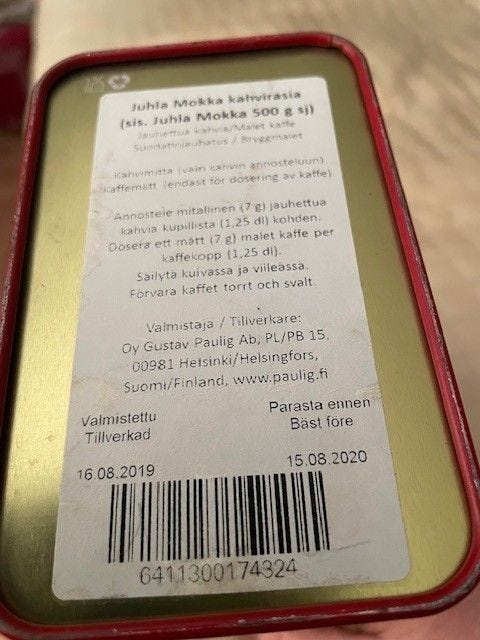 Juhla Mokka kahvirasia
(sis. Juhla Mokka 500 g sj)
Jauhettua kahvia/Malet kaffe
Suodatinjauhatus / Bryggmalet
Kahvimitta (vain kahvin annosteluun)
Kaffemått (endast för dosering av kaffe)
Annostele mitallinen (7 g) jauhettua
kahvia kupillista (1,25 dl) kohden.
Dosera ett mått (7 g) malet kaffe per
kaffekopp (1,25 dl).
Säilytä kuivassa ja viileässä.
Förvara kaffet torrt och svalt.
Valmistaja / Tillverkare:
Oy Gustav Paulig Ab, PL/PB 15,
00981 Helsinki/Helsingfors,
Suomi/Finland, www.paulig.fi
Valmistettu Parasta ennen
Tillverkad Bäst före
16.08.2019 15.08.2020
6411300174324